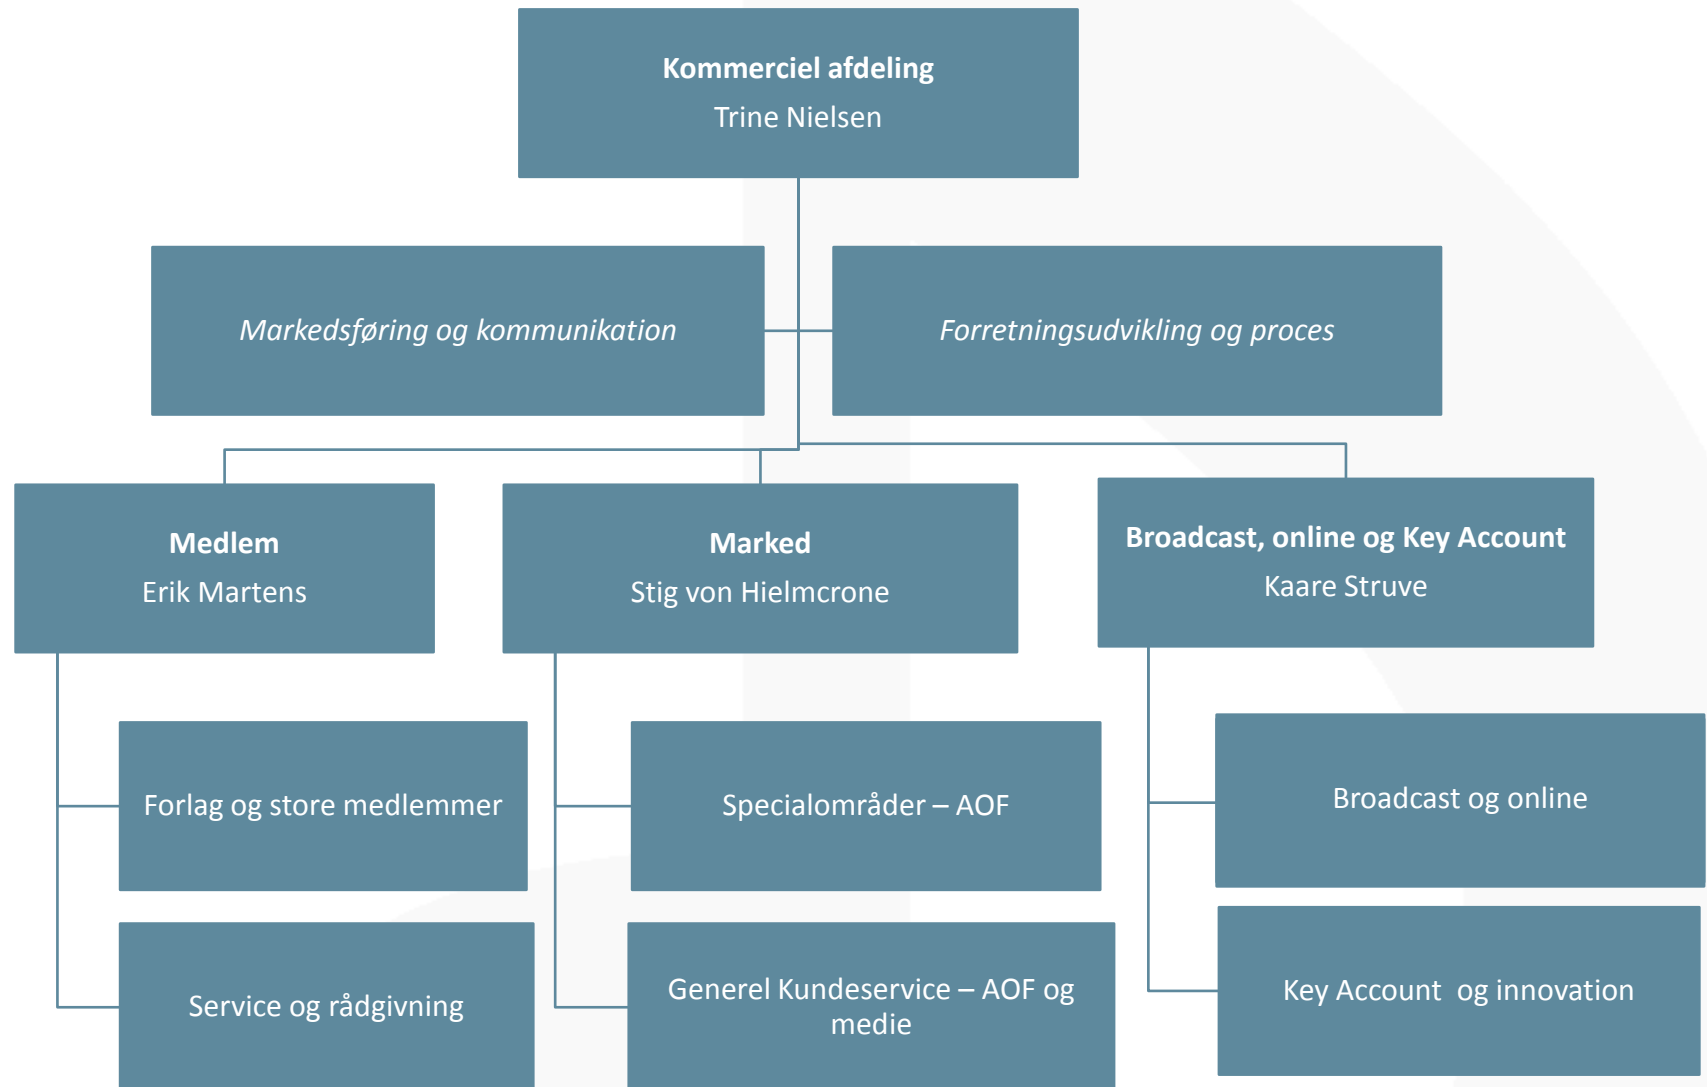 Kommerciel afdeling
Trine Nielsen
Markedsføring og kommunikation
Forretningsudvikling og proces
Medlem
Erik Martens
Marked
Stig von Hielmcrone
Broadcast, online og Key Account
Kaare Struve
Forlag og store medlemmer
Specialområder – AOF
Broadcast og online
Service og rådgivning
Generel Kundeservice – AOF og
medie
Key Account  og innovation